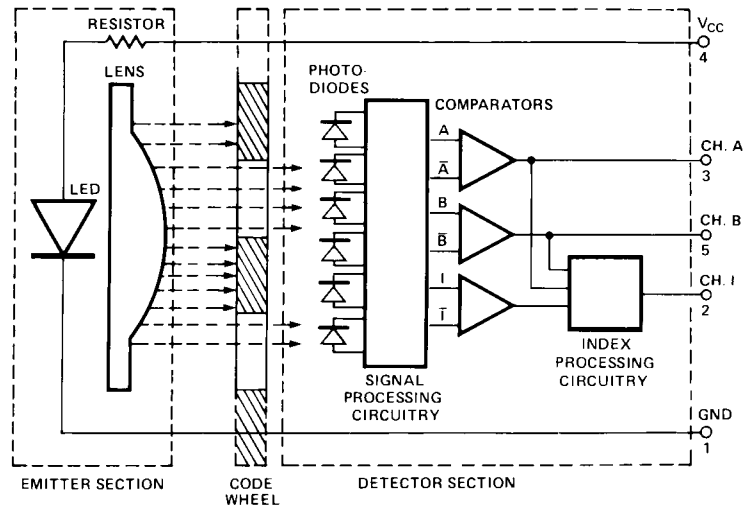 RESISTOR
LENS
LED
PHOTO-
DIODES
COMPARATORS
A
A̅
B
B̅
I
I̅
VCC
4
CH. A
3
CH. B
5
CH. I
2
INDEX
PROCESSING
CIRCUITRY
SIGNAL
PROCESSING
CIRCUITRY
GND
1
EMITTER SECTION
CODE
WHEEL
DETECTOR SECTION